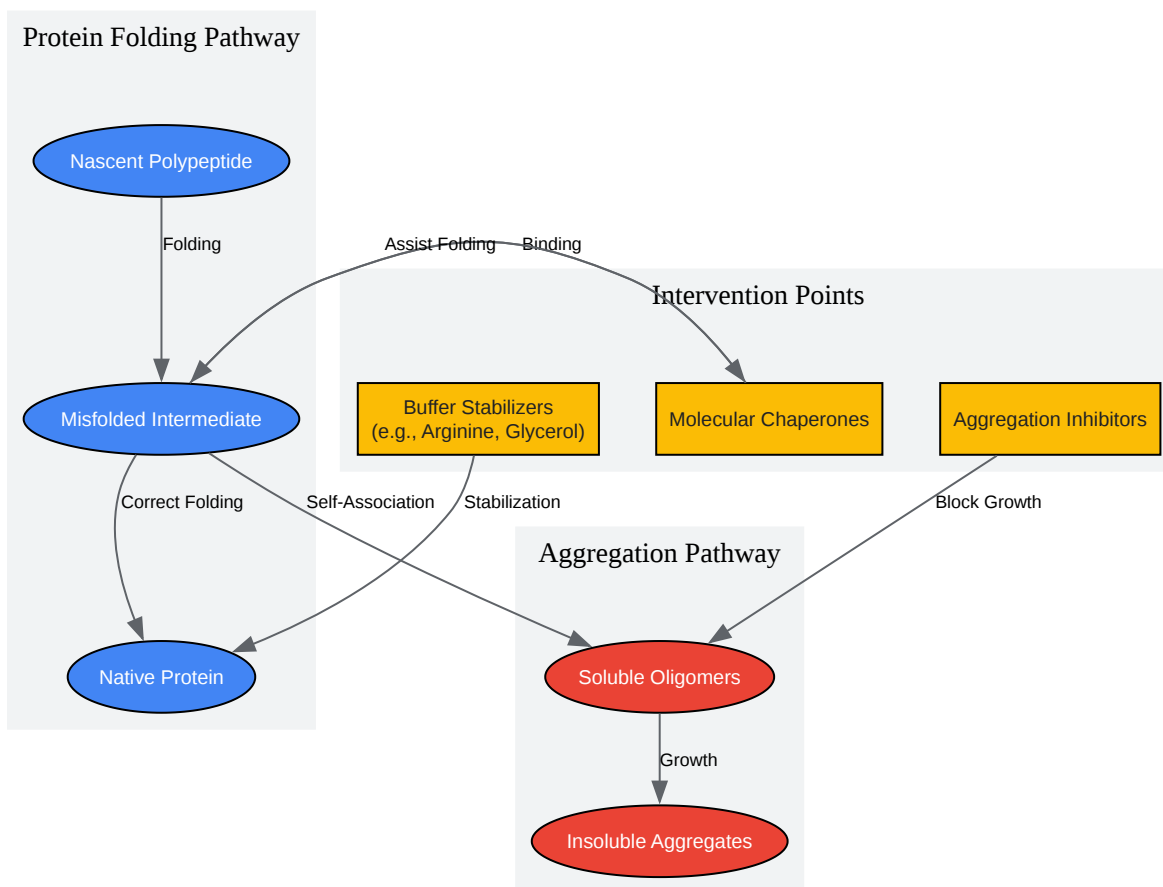 Protein Folding Pathway
Nascent Polypeptide
Folding
Assist Folding
Binding
Intervention Points
Misfolded Intermediate
Buffer Stabilizers
(e.g., Arginine, Glycerol)
Molecular Chaperones
Aggregation Inhibitors
Correct Folding
Self-Association
Stabilization
Block Growth
Aggregation Pathway
Native Protein
Soluble Oligomers
Growth
Insoluble Aggregates